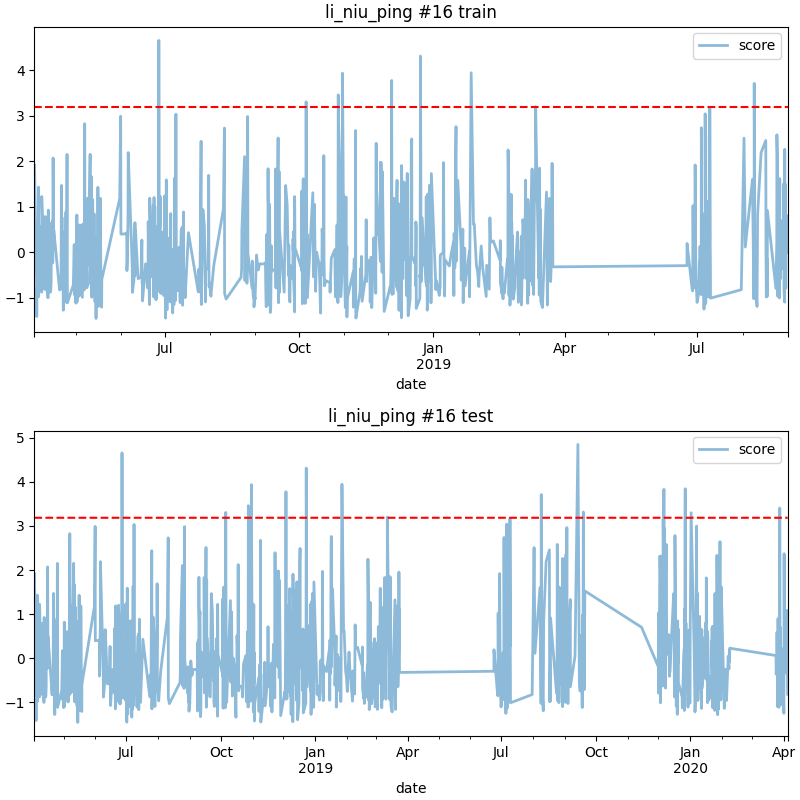 li_niu_ping #16 train
score
4
3
2
1
0
−1
Jul
Oct
Jan
2019
Apr
Jul
date
li_niu_ping #16 test
score
5
4
3
2
1
0
−1
Jul
Oct
Jan
2019
Apr
Jul
Oct
Jan
2020
Apr
date